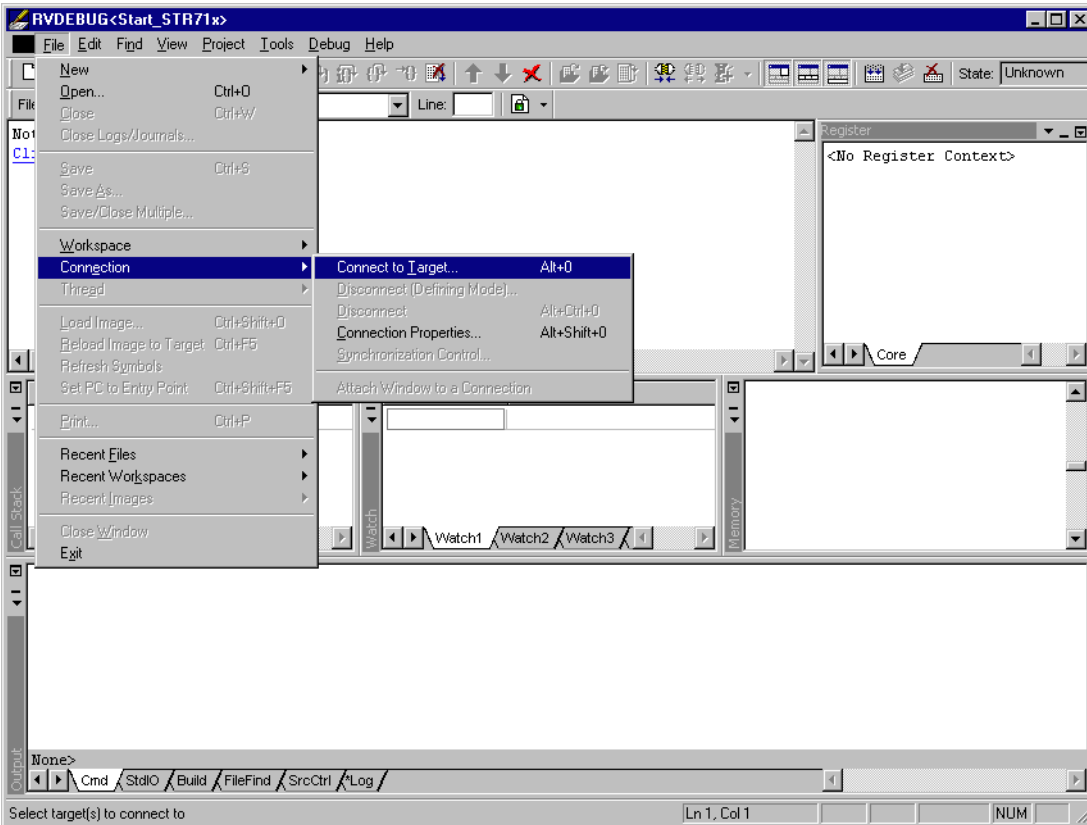 RVDEBUG<Start_STR71x>
File Edit Find View Project Tools Debug Help
State: Unknown
Line:
New
Open... Ctrl+O
Close Ctrl+W
Close Logs/Journals...
Save Ctrl+S
Save As...
Save/Close Multiple...
Workspace
Connection
Thread
Load Image... Ctrl+Shift+O
Reload Image to Target Ctrl+F5
Refresh Symbols
Set PC to Entry Point Ctrl+Shift+F5
Print... Ctrl+P
Recent Files
Recent Workspaces
Recent Images
Close Window
Exit
Connect to Target... Alt+0
Disconnect (Defining Mode)...
Disconnect Alt+Ctrl+0
Connection Properties... Alt+Shift+0
Synchronization Control...
Attach Window to a Connection
Register
<No Register Context>
Core
Call Stack
Watch
Watch1 Watch2 Watch3
Memory
Output
None>
Cmd StdIO Build FileFind SrcCtrl *Log
Select target(s) to connect to
Ln 1, Col 1
NUM